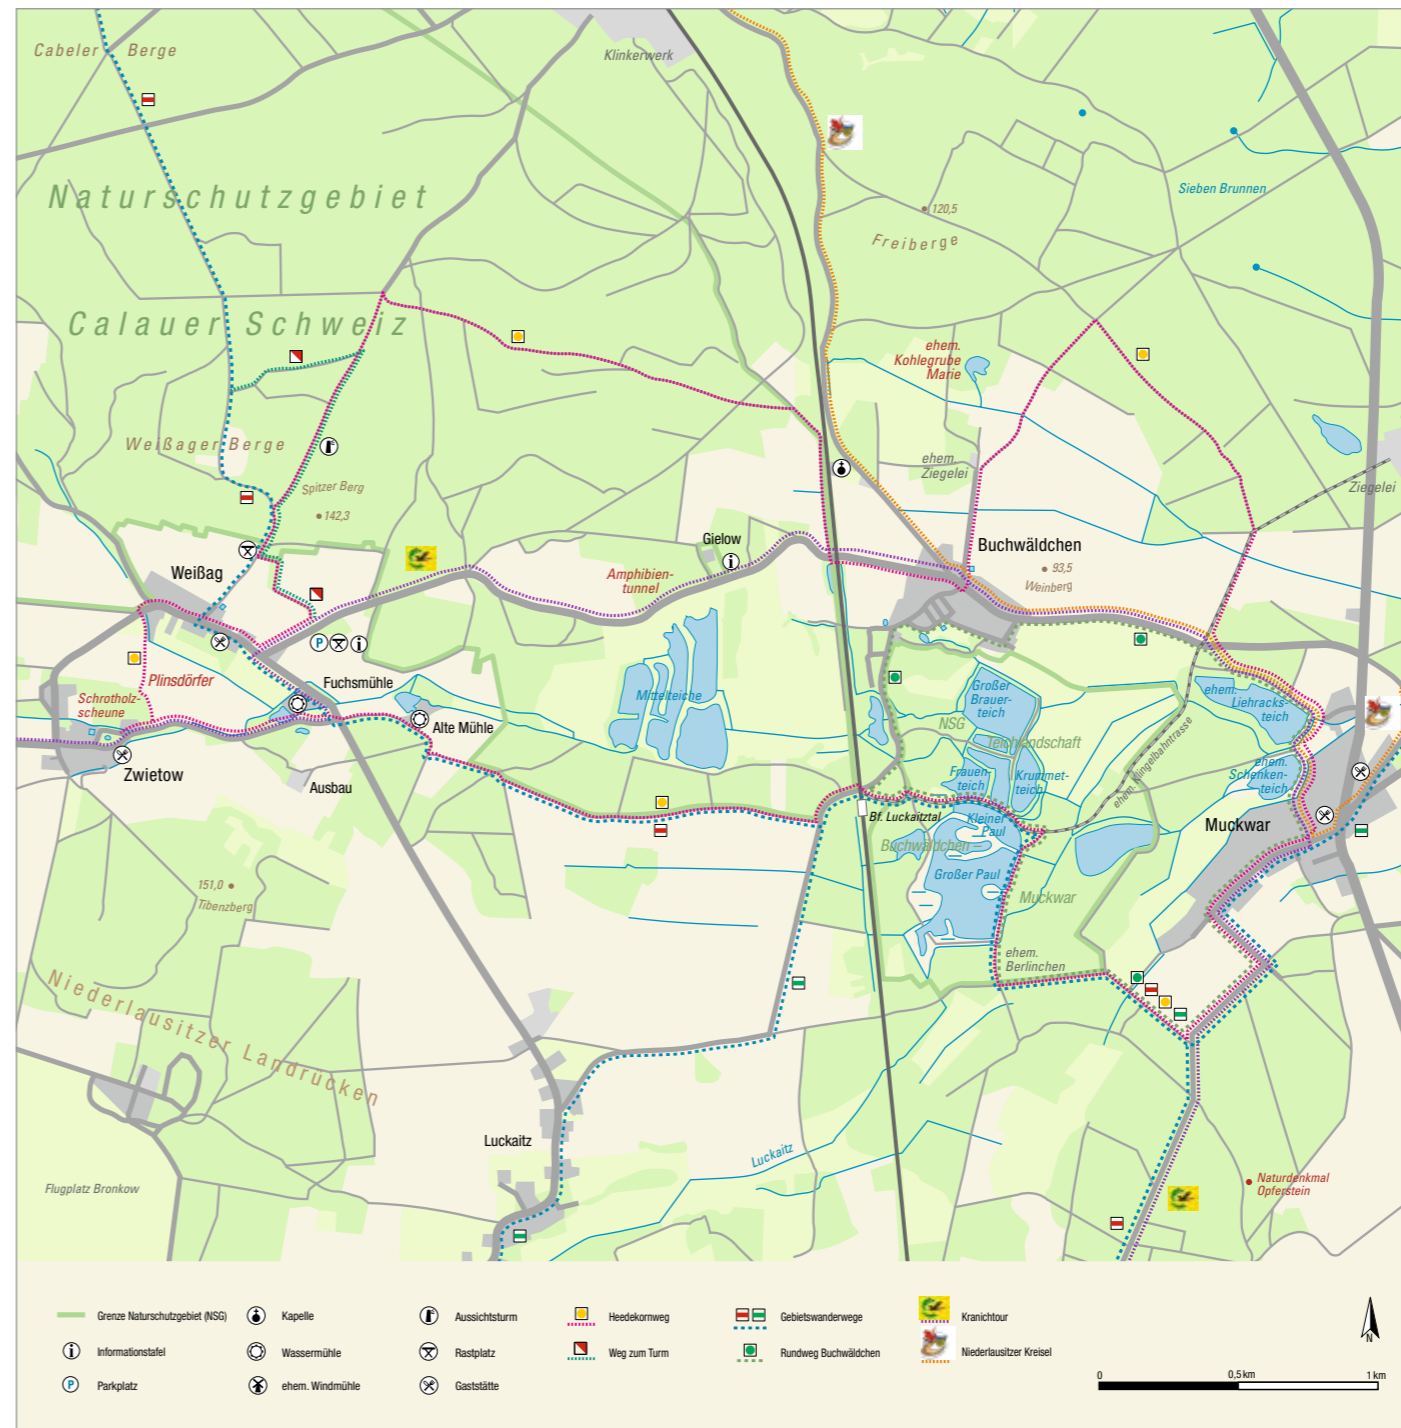 Klinkerwerk
Cabeler Berge
Sieben Brunnen
Naturschutzgebiet
120,5
Freiberge
Calauer Schweiz
ehem.
Kohlegrube
Marie
Weißager Berge
ehem.
Ziegelei
Ziegelei
Spitzer Berg
142,3
Gielow
Buchwäldchen
Weißag
Amphibien-
tunnel
93,5
Weinberg
P
Plinsdörfer
Fuchsmühle
Schrotholz-
scheune
Mittelteiche
Großer
Brauer-
teich
ehem.
Liehracks-
teich
NSG
Teichlandschaft
Alte Mühle
Zwietow
Ausbau
Frauen-
teich
Krummet-
teich
ehem. Klingelbahntrasse
ehem.
Schenken-
teich
Bf. Luckaitztal
Kleiner
Paul
Muckwar
Buchwäldchen –
Großer Paul
Muckwar
151,0
Tibenzberg
ehem.
Berlinchen
Niederlausitzer Landrücken
Luckaitz
Luckaitz
Flugplatz Bronkow
Naturdenkmal
Opferstein
Grenze Naturschutzgebiet (NSG)
Kapelle
Aussichtsturm
Heedekornweg
Gebietswanderwege
Kranichtour
Informationstafel
Wassermühle
Rastplatz
Weg zum Turm
Rundweg Buchwäldchen
Niederlausitzer Kreisel
P Parkplatz
ehem. Windmühle
Gaststätte
N
0 0,5 km 1 km